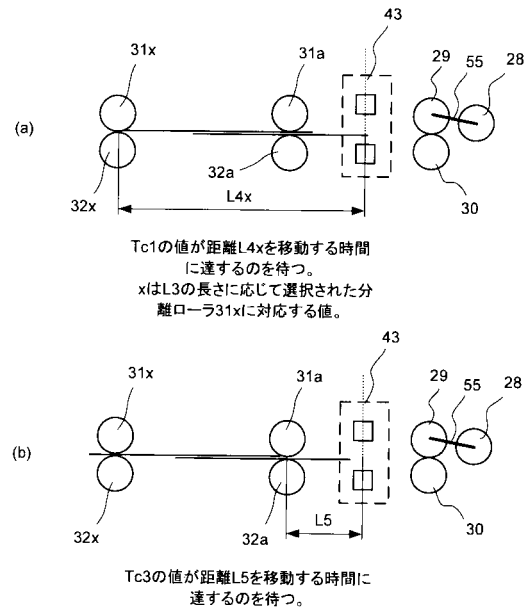 43
31x
31a
29
55
28
(a)
32x
32a
30
L4x
Tc1の値が距離L4xを移動する時間
に達するのを待つ。
xはL3の長さに応じて選択された分
離ローラ31xに対応する値。
43
31x
31a
29
55
28
(b)
32x
32a
L5
30
Tc3の値が距離L5を移動する時間に
達するのを待つ。